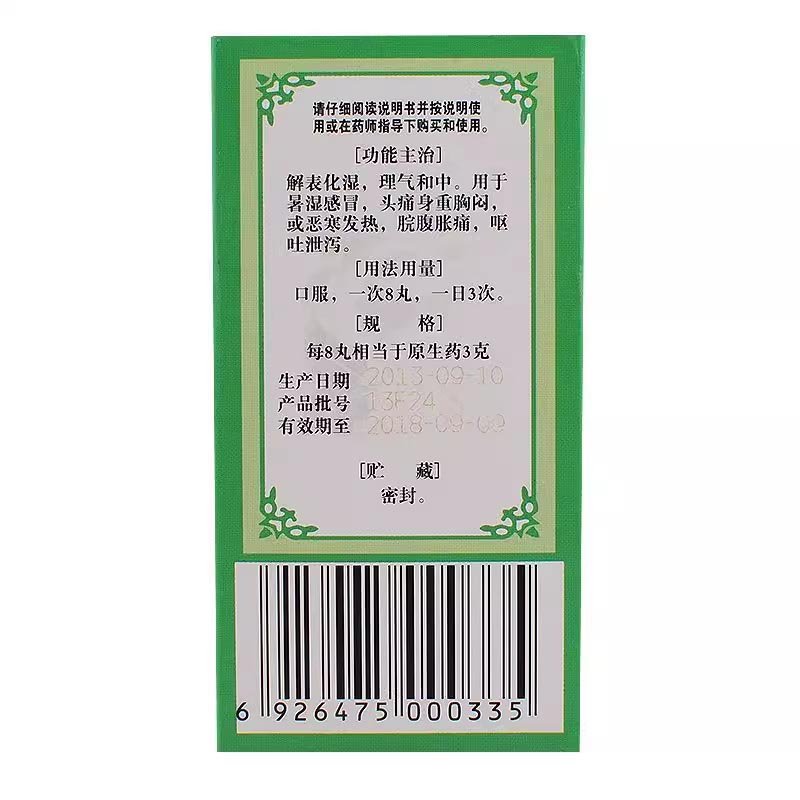 请仔细阅读说明书并按说明使
用或在药师指导下购买和使用。
[功能主治]
解表化湿，理气和中。用于
暑湿感冒，头痛身重胸闷，
或恶寒发热，脘腹胀痛，呕
吐泄泻。
[用法用量]
口服，一次8丸，一日3次。
[规 格]
每8丸相当于原生药3克
生产日期 2013-09-10
产品批号 13F24
有效期至 2018-09-09
[贮 藏]
密封。
6 926475 000335